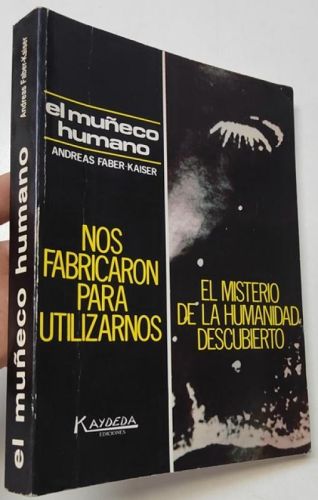 Andreas Faber-Kaiser
el muñeco humano
el muñeco
humano
ANDREAS FABER-KAISER
NOS
FABRICARON
PARA
UTILIZARNOS
EL MISTERIO
DE LA HUMANIDAD
DESCUBIERTO
KAYDEDA
EDICIONES